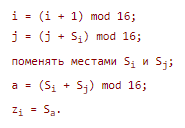 i = (i + 1) mod 16;
j = (j + Sᵢ) mod 16;
поменять местами Sᵢ и Sⱼ;
a = (Sᵢ + Sⱼ) mod 16;
zᵢ = Sₐ.